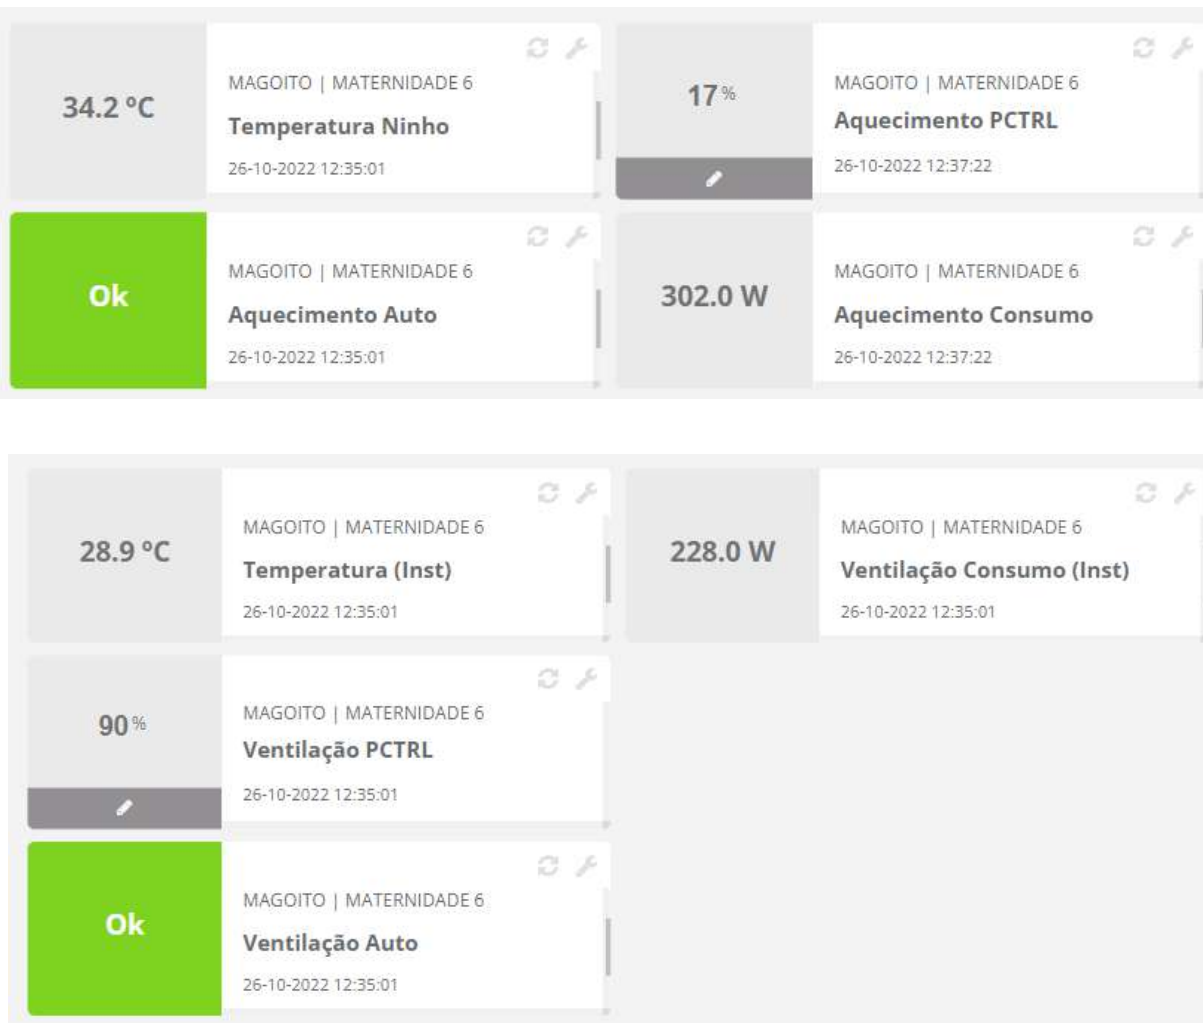 34.2 ºC
MAGOITO | MATERNIDADE 6
Temperatura Ninho
26-10-2022 12:35:01
17 %
MAGOITO | MATERNIDADE 6
Aquecimento PCTRL
26-10-2022 12:37:22
Ok
MAGOITO | MATERNIDADE 6
Aquecimento Auto
26-10-2022 12:35:01
302.0 W
MAGOITO | MATERNIDADE 6
Aquecimento Consumo
26-10-2022 12:37:22
28.9 ºC
MAGOITO | MATERNIDADE 6
Temperatura (Inst)
26-10-2022 12:35:01
228.0 W
MAGOITO | MATERNIDADE 6
Ventilação Consumo (Inst)
26-10-2022 12:35:01
90 %
MAGOITO | MATERNIDADE 6
Ventilação PCTRL
26-10-2022 12:35:01
Ok
MAGOITO | MATERNIDADE 6
Ventilação Auto
26-10-2022 12:35:01